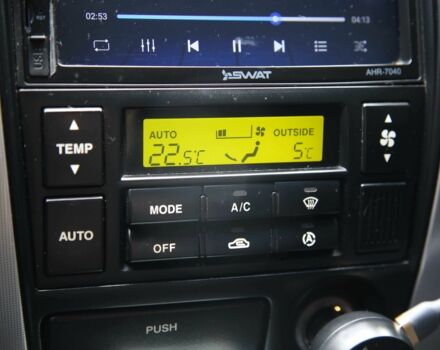 02:53
04:13
SWAT
AHR-7040
AUTO
OUTSIDE
22.5°C
5°C
TEMP
AUTO
MODE
A/C
OFF
PUSH